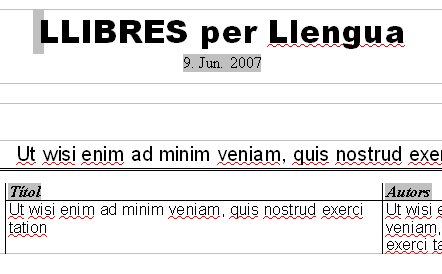 LLIBRES per Llengua
9. Jun. 2007
Ut wisi enim ad minim veniam, quis nostrud exer
Títol Autors
Ut wisi enim ad minim veniam, quis nostrud exerci Ut wisi e
tation veniam,
exerci ta